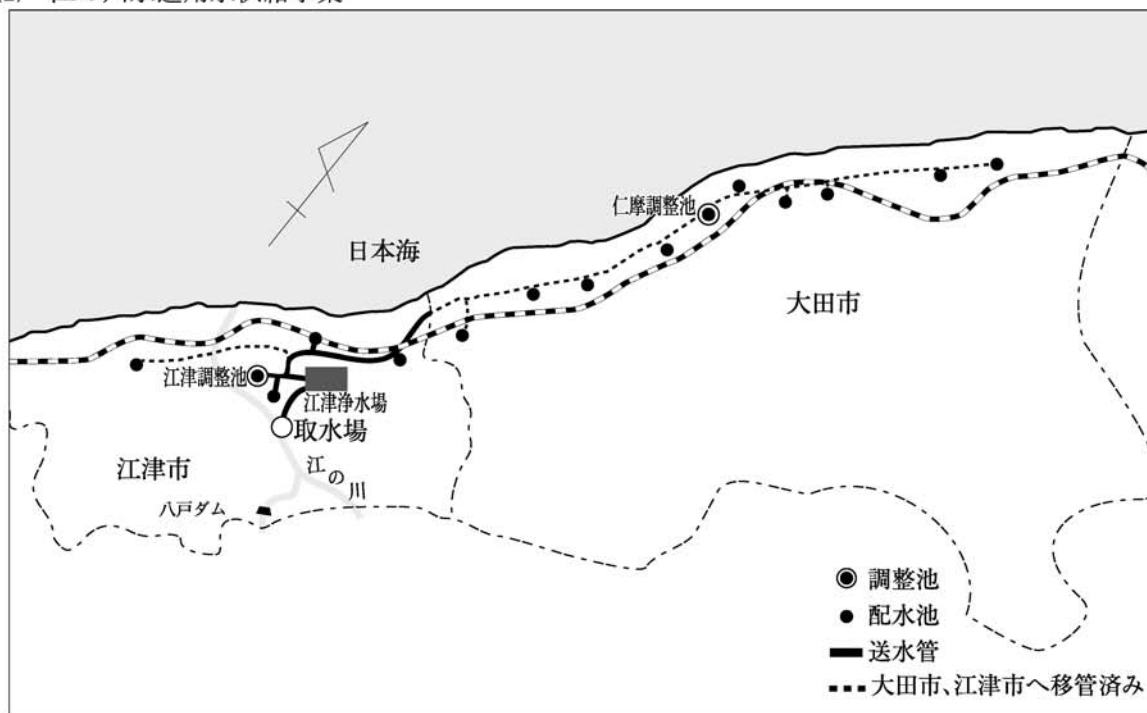 日本海
仁摩調整池
大田市
江津調整池
江津浄水場
取水場
江の川
江津市
八戸ダム
調整池
配水池
送水管
大田市、江津市へ移管済み